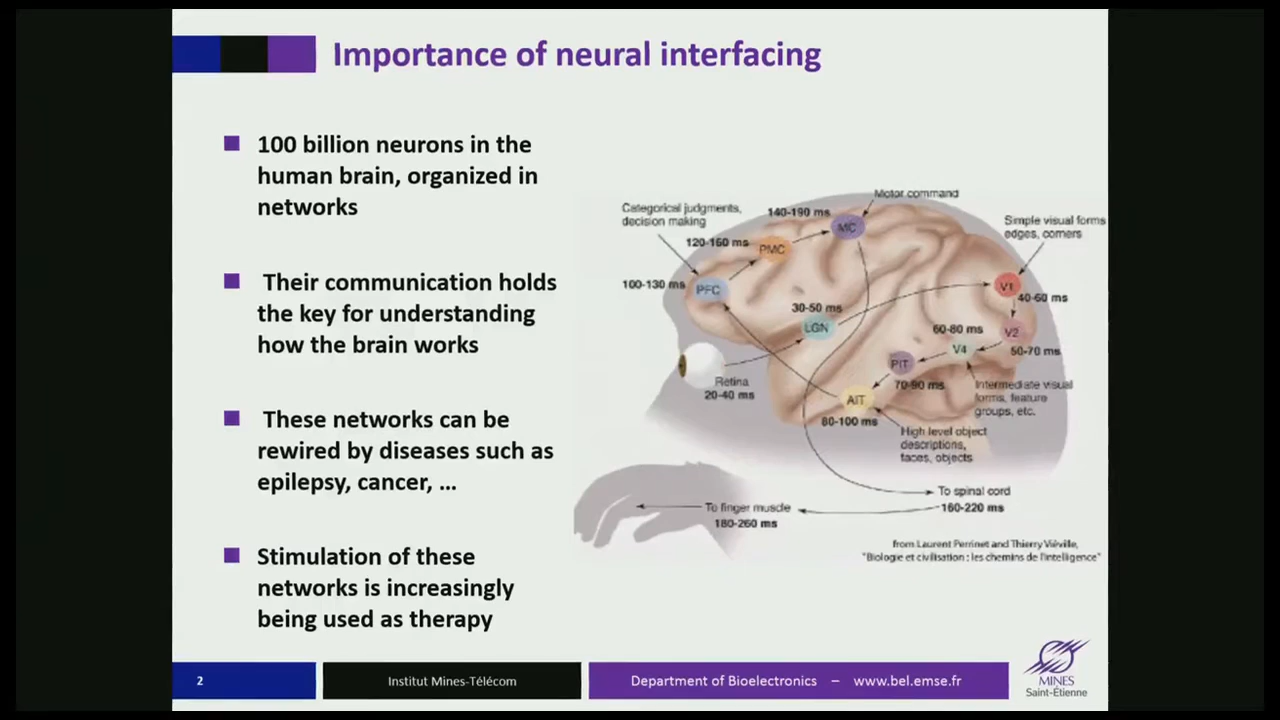 Importance of neural interfacing
100 billion neurons in the
human brain, organized in
networks
Their communication holds
the key for understanding
how the brain works
These networks can be
rewired by diseases such as
epilepsy, cancer, ...
Stimulation of these
networks is increasingly
being used as therapy
Motor command
Categorical judgments,
decision making
140-190 ms
MC
Simple visual forms
edges, corners
120-160 ms
PMC
100-130 ms
PFC
V1
40-60 ms
30-50 ms
LGN
60-80 ms
V2
V4
50-70 ms
PIT
70-90 ms
Retina
20-40 ms
Intermediate visual
forms, feature
groups, etc.
AIT
80-100 ms
High level object
descriptions,
faces, objects
To spinal cord
160-220 ms
To finger muscle
180-260 ms
from Laurent Perrinet and Thierry Viéville,
"Biologie et civilisation : les chemins de l'intelligence"
2
Institut Mines-Télécom
Department of Bioelectronics – www.bel.emse.fr
MINES
Saint-Étienne